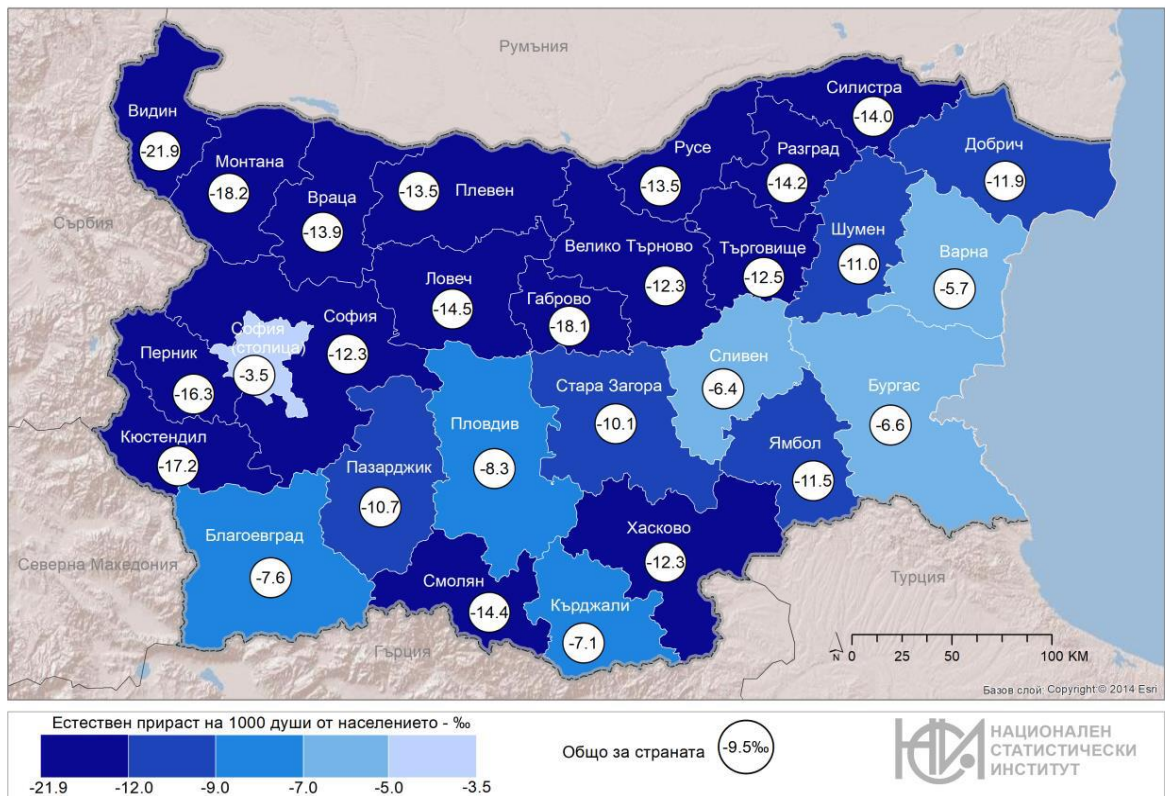 Румъния
Силистра
-14.0
Видин
-21.9
Монтана
-18.2
Враца
-13.9
-13.5
Плевен
Русе
-13.5
Разград
-14.2
Добрич
-11.9
Сърбия
Шумен
-11.0
Варна
-5.7
Велико Търново
-12.3
Търговище
-12.5
Ловеч
-14.5
Габрово
-18.1
София
(столица)
-3.5
София
-12.3
Перник
-16.3
Сливен
-6.4
Стара Загора
-10.1
Бургас
-6.6
Кюстендил
-17.2
Пловдив
-8.3
Ямбол
-11.5
Пазарджик
-10.7
Благоевград
-7.6
Хасково
-12.3
Северна Македония
Смолян
-14.4
Кърджали
-7.1
Турция
Гърция
N
0 25 50 100 KM
Базов слой: Copyright:© 2014 Esri
Естествен прираст на 1000 души от населението - ‰
-21.9 -12.0 -9.0 -7.0 -5.0 -3.5
Общо за страната
-9.5‰
НСИ
НАЦИОНАЛЕН
СТАТИСТИЧЕСКИ
ИНСТИТУТ